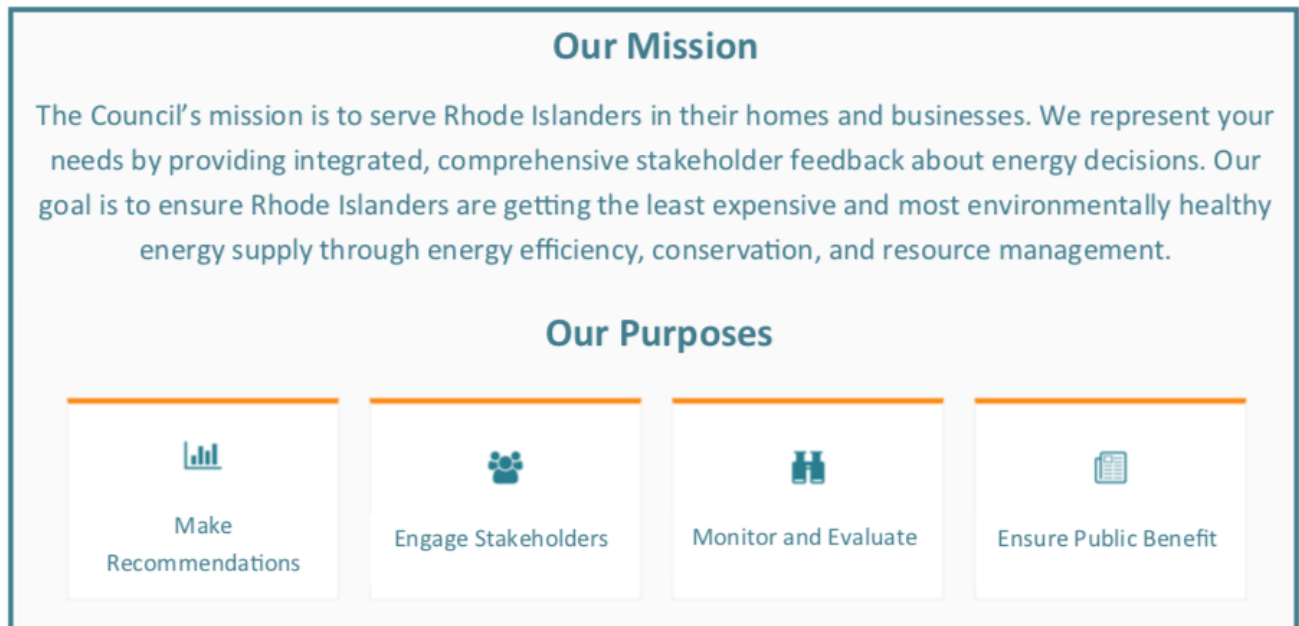 Our Mission
The Council’s mission is to serve Rhode Islanders in their homes and businesses. We represent your
needs by providing integrated, comprehensive stakeholder feedback about energy decisions. Our
goal is to ensure Rhode Islanders are getting the least expensive and most environmentally healthy
energy supply through energy efficiency, conservation, and resource management.
Our Purposes
Make
Recommendations
Engage Stakeholders
Monitor and Evaluate
Ensure Public Benefit